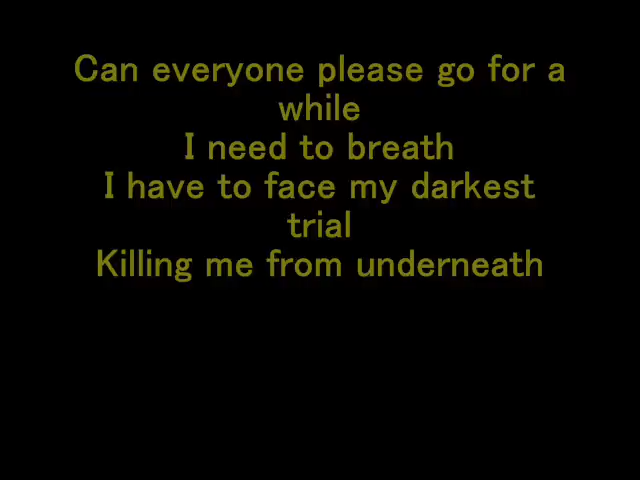 Can everyone please go for a
while
I need to breath
I have to face my darkest
trial
Killing me from underneath